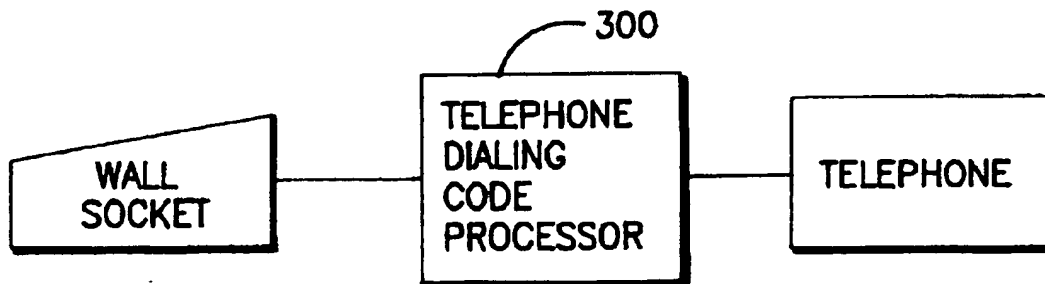 300
WALL
SOCKET
TELEPHONE
DIALING
CODE
PROCESSOR
TELEPHONE